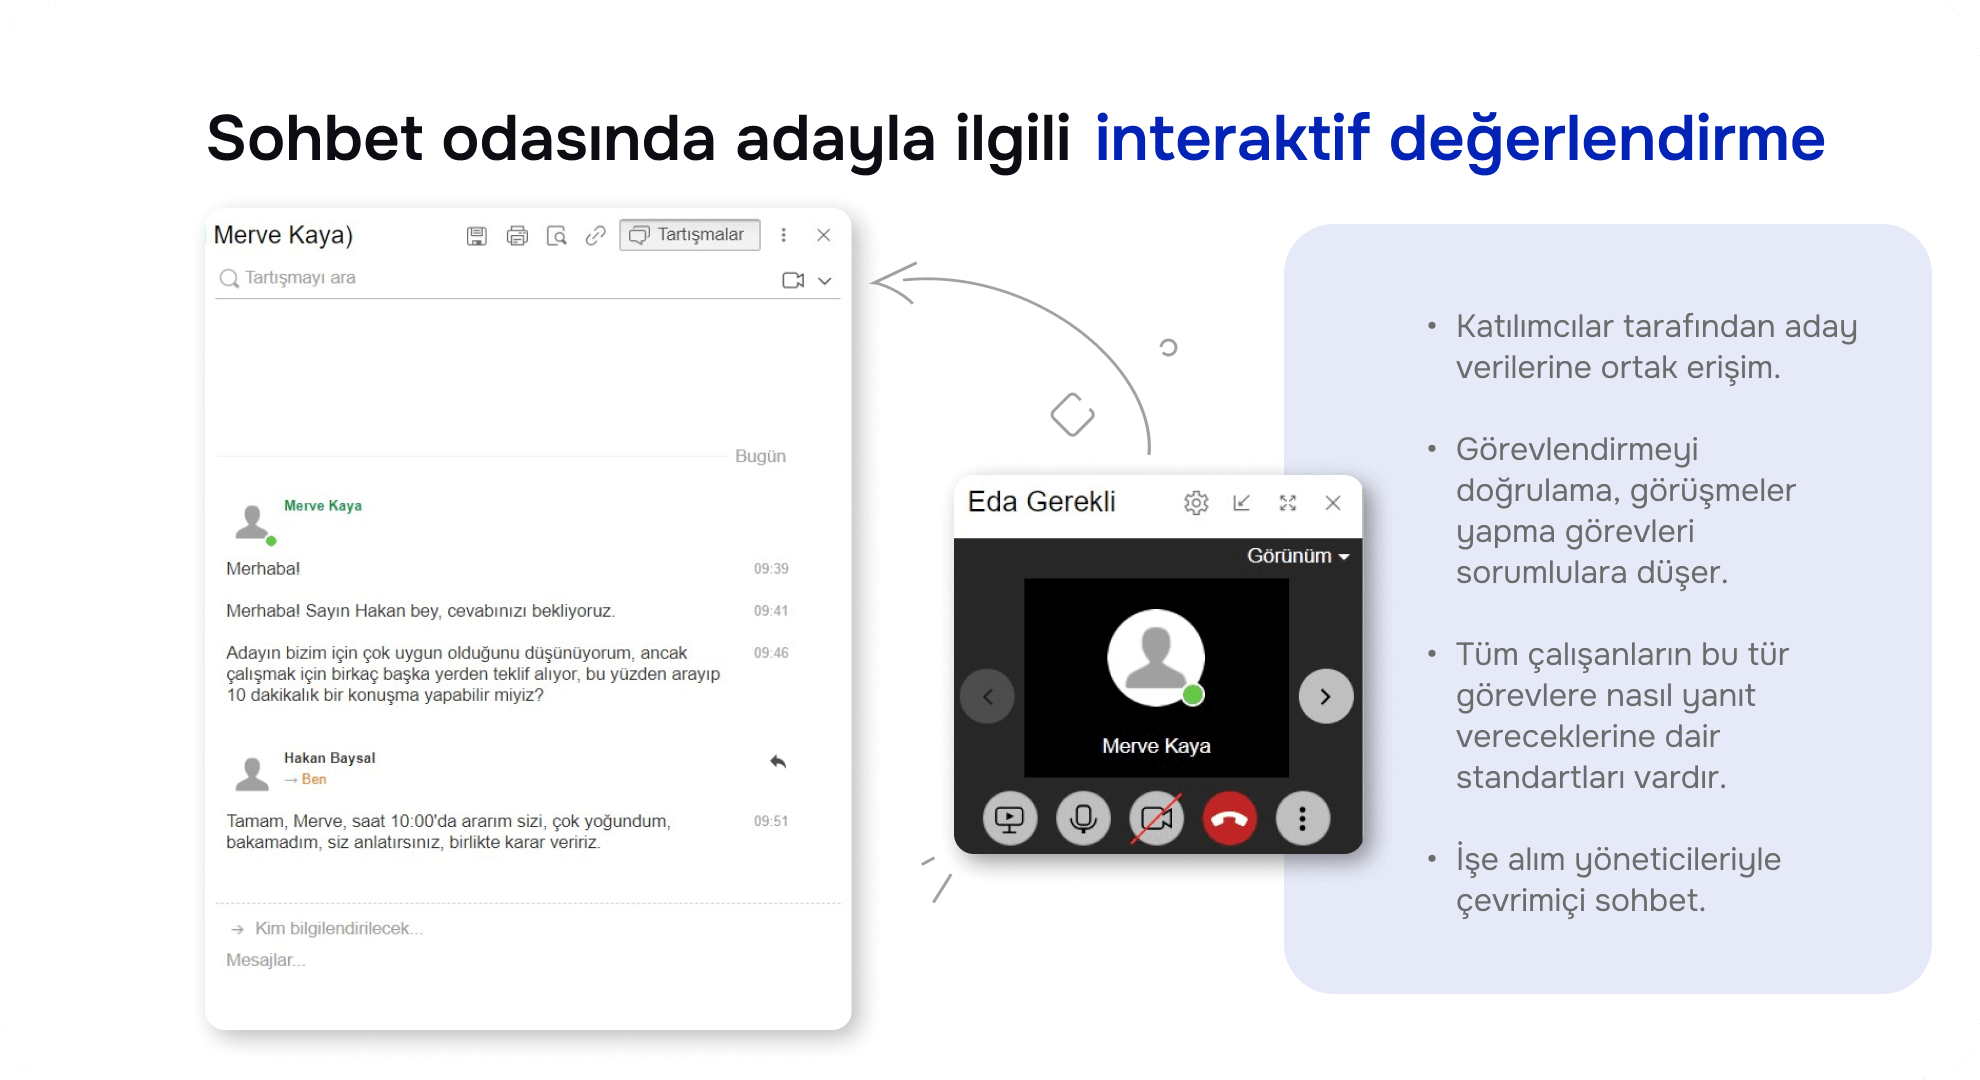 Sohbet odasında adayla ilgili interaktif değerlendirme
Merve Kaya)
Tartışmalar
Tartışmayı ara
Bugün
Merve Kaya
Merhaba! 09:39
Merhaba! Sayın Hakan bey, cevabınızı bekliyoruz. 09:41
Adayın bizim için çok uygun olduğunu düşünüyorum, ancak 09:46
çalışmak için birkaç başka yerden teklif alıyor, bu yüzden arayıp
10 dakikalık bir konuşma yapabilir miyiz?
Hakan Baysal
→ Ben
Tamam, Merve, saat 10:00'da ararım sizi, çok yoğundum, 09:51
bakamadım, siz anlatırsınız, birlikte karar veririz.
→ Kim bilgilendirilecek...
Mesajlar...
Eda Gerekli
Görünüm
Merve Kaya
• Katılımcılar tarafından aday
verilerine ortak erişim.
• Görevlendirmeyi
doğrulama, görüşmeler
yapma görevleri
sorumlulara düşer.
• Tüm çalışanların bu tür
görevlere nasıl yanıt
vereceklerine dair
standartları vardır.
• İşe alım yöneticileriyle
çevrimiçi sohbet.